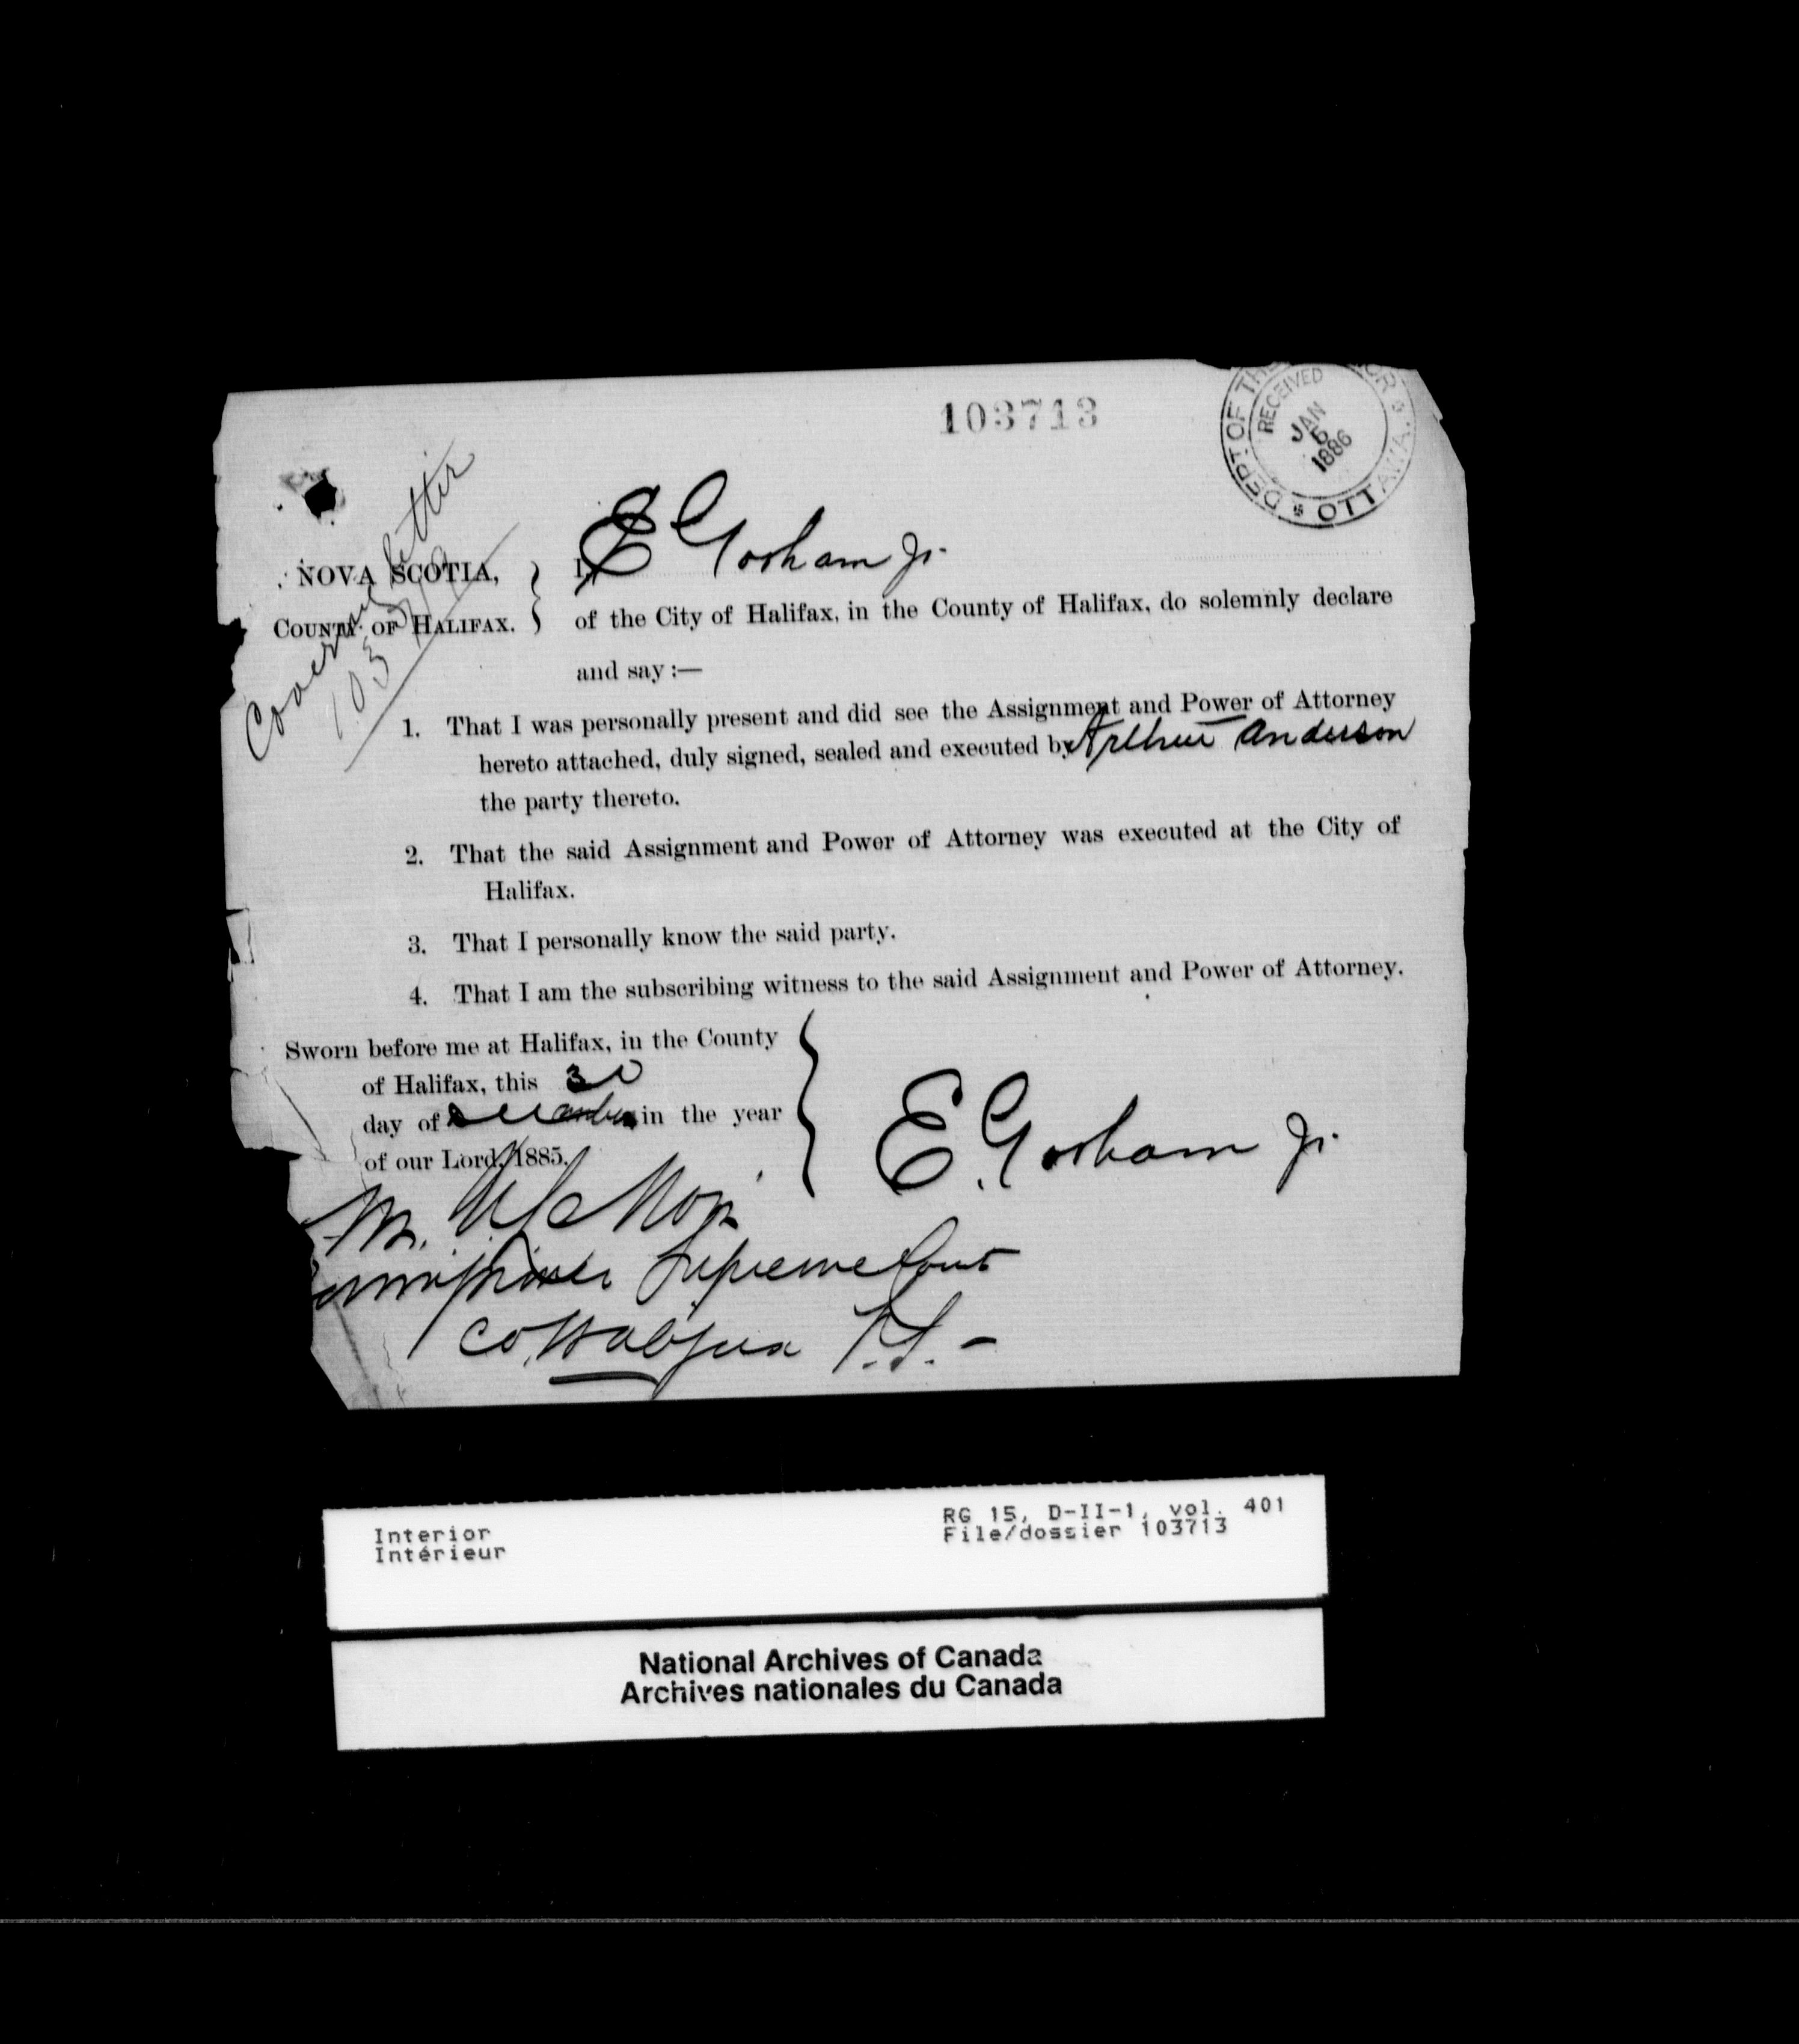 103713
DEPT. OF THE INTERIOR * OTTAWA. *
RECEIVED
JAN
5
1886
Covering letter
103
NOVA SCOTIA,
COUNTY OF HALIFAX.
I, E Gorham Jr.
of the City of Halifax, in the County of Halifax, do solemnly declare
and say :—
1. That I was personally present and did see the Assignment and Power of Attorney
hereto attached, duly signed, sealed and executed by Arthur Anderson
the party thereto.
2. That the said Assignment and Power of Attorney was executed at the City of
Halifax.
3. That I personally know the said party.
4. That I am the subscribing witness to the said Assignment and Power of Attorney.
Sworn before me at Halifax, in the County
of Halifax, this 30
day of December in the year
of our Lord, 1885.
E. Gorham Jr.
M.
Commissioner Supreme Court
Co. Halifax N.S. –
Interior
Intérieur
RG 15, D-II-1, vol. 401
File/dossier 103713
National Archives of Canada
Archives nationales du Canada